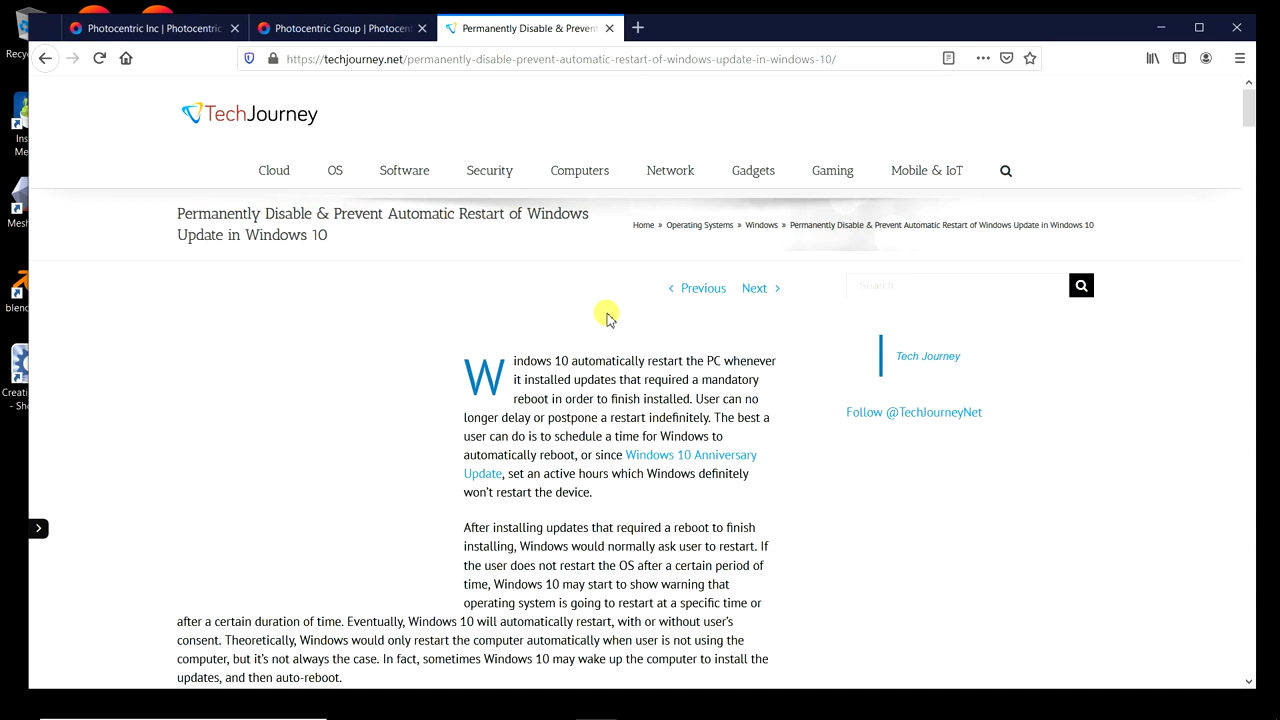 Photocentric Inc | Photocentric
Photocentric Group | Photocent
Permanently Disable & Prevent
https://techjourney.net/permanently-disable-prevent-automatic-restart-of-windows-update-in-windows-10/
TechJourney
Cloud OS Software Security Computers Network Gadgets Gaming Mobile & IoT
Permanently Disable & Prevent Automatic Restart of Windows
Update in Windows 10
Home » Operating Systems » Windows » Permanently Disable & Prevent Automatic Restart of Windows Update in Windows 10
Previous Next
Search
Windows 10 automatically restart the PC whenever
it installed updates that required a mandatory
reboot in order to finish installed. User can no
longer delay or postpone a restart indefinitely. The best a
user can do is to schedule a time for Windows to
automatically reboot, or since Windows 10 Anniversary
Update, set an active hours which Windows definitely
won't restart the device.
Tech Journey
Follow @TechJourneyNet
After installing updates that required a reboot to finish
installing, Windows would normally ask user to restart. If
the user does not restart the OS after a certain period of
time, Windows 10 may start to show warning that
operating system is going to restart at a specific time or
after a certain duration of time. Eventually, Windows 10 will automatically restart, with or without user's
consent. Theoretically, Windows would only restart the computer automatically when user is not using the
computer, but it's not always the case. In fact, sometimes Windows 10 may wake up the computer to install the
updates, and then auto-reboot.
Recy
Ins
Me
Mesh
blen
Creati
- Sh